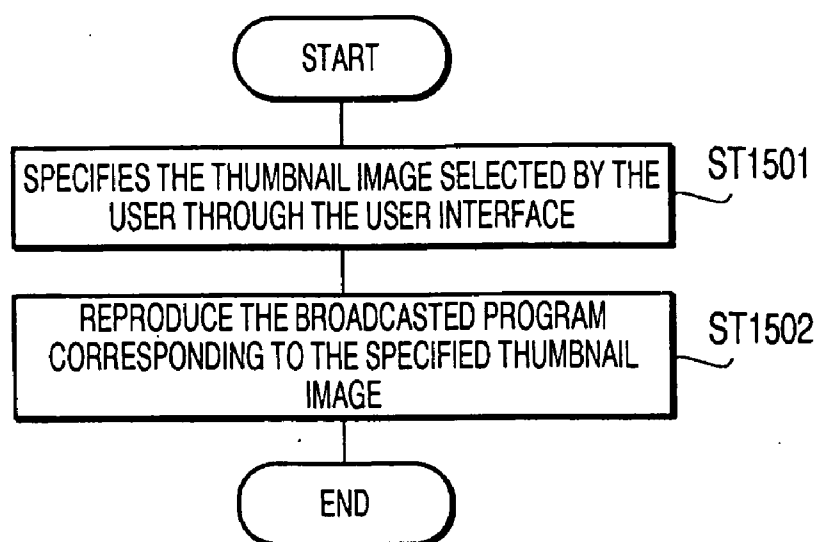 START
SPECIFIES THE THUMBNAIL IMAGE SELECTED BY THE
USER THROUGH THE USER INTERFACE
ST1501
REPRODUCE THE BROADCASTED PROGRAM
CORRESPONDING TO THE SPECIFIED THUMBNAIL
IMAGE
ST1502
END